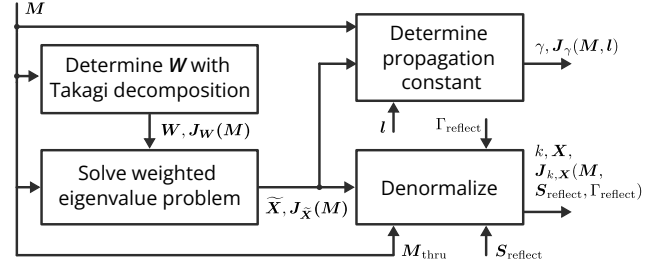 M
Determine W with
Takagi decomposition
W, J_W(M)
Solve weighted
eigenvalue problem
X̃, J_X̃(M)
Determine
propagation
constant
γ, J_γ(M, l)
l
Γ_reflect
Denormalize
k, X,
J_k,X(M,
S_reflect, Γ_reflect)
M_thru
S_reflect